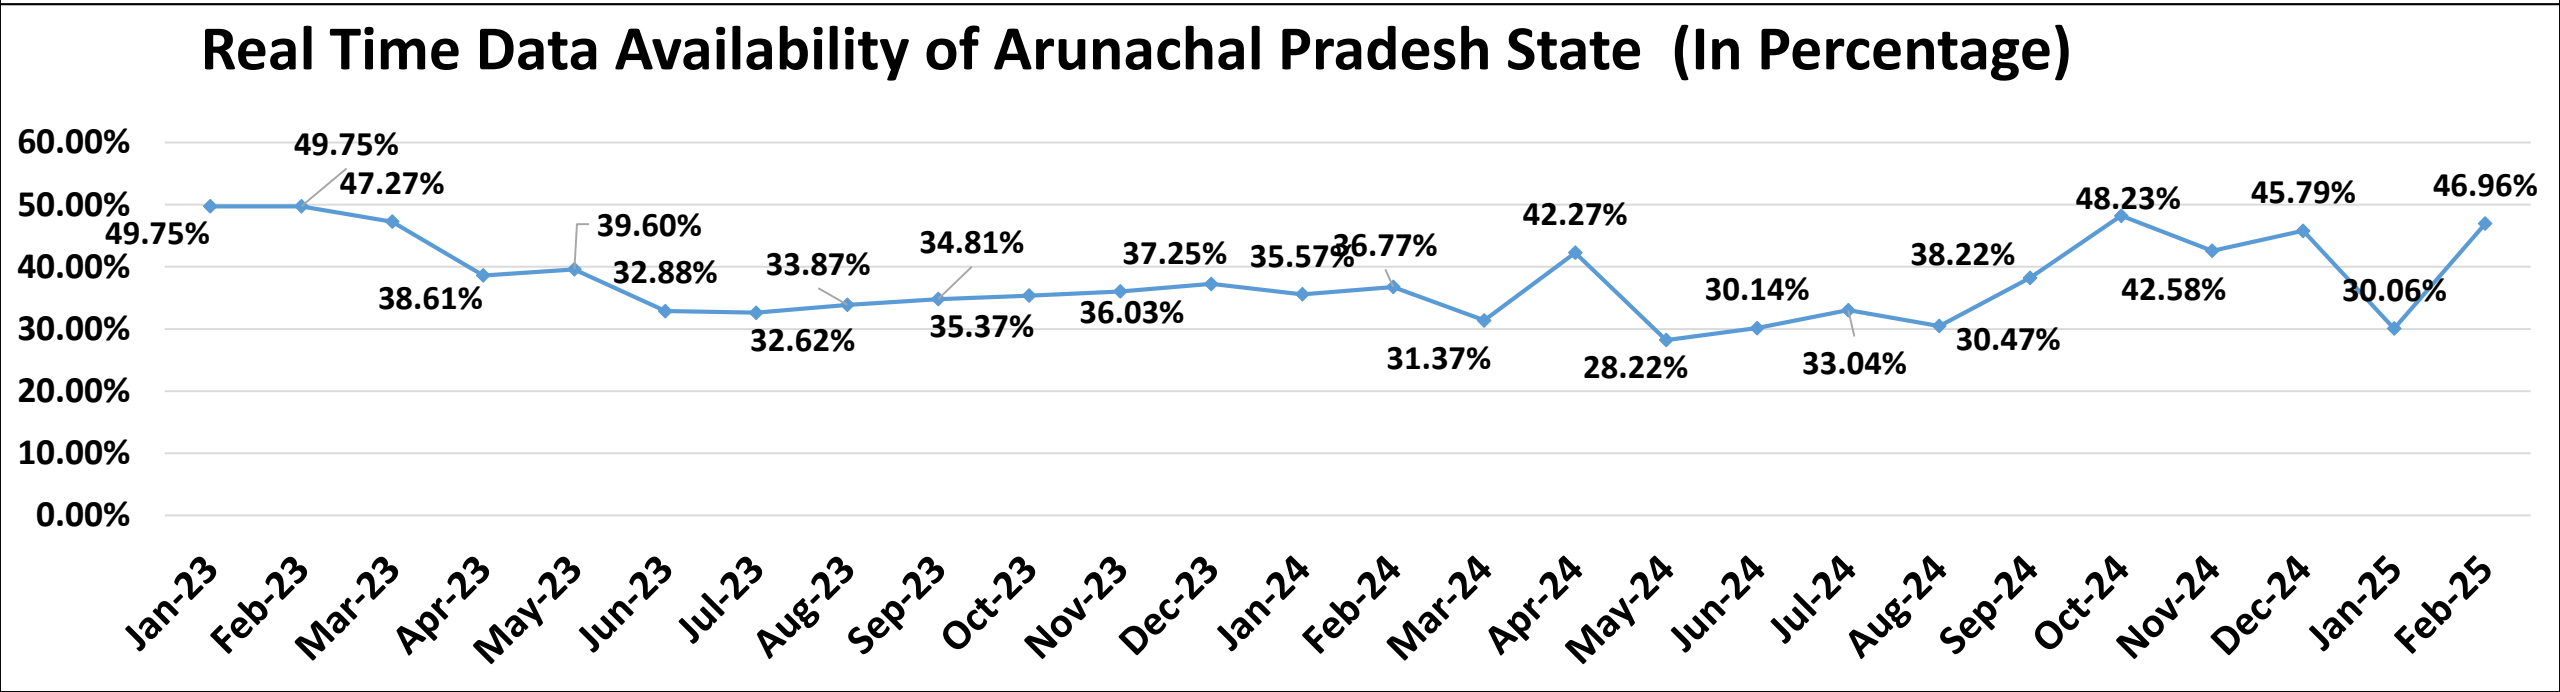 Real Time Data Availability of Arunachal Pradesh State  (In Percentage)
60.00%
50.00%
40.00%
30.00%
20.00%
10.00%
0.00%
49.75%
49.75%
47.27%
38.61%
39.60%
32.88%
32.62%
33.87%
34.81%
35.37%
36.03%
37.25%
35.57%
36.77%
31.37%
42.27%
28.22%
30.14%
33.04%
30.47%
38.22%
48.23%
42.58%
45.79%
30.06%
46.96%
Jan-23
Feb-23
Mar-23
Apr-23
May-23
Jun-23
Jul-23
Aug-23
Sep-23
Oct-23
Nov-23
Dec-23
Jan-24
Feb-24
Mar-24
Apr-24
May-24
Jun-24
Jul-24
Aug-24
Sep-24
Oct-24
Nov-24
Dec-24
Jan-25
Feb-25